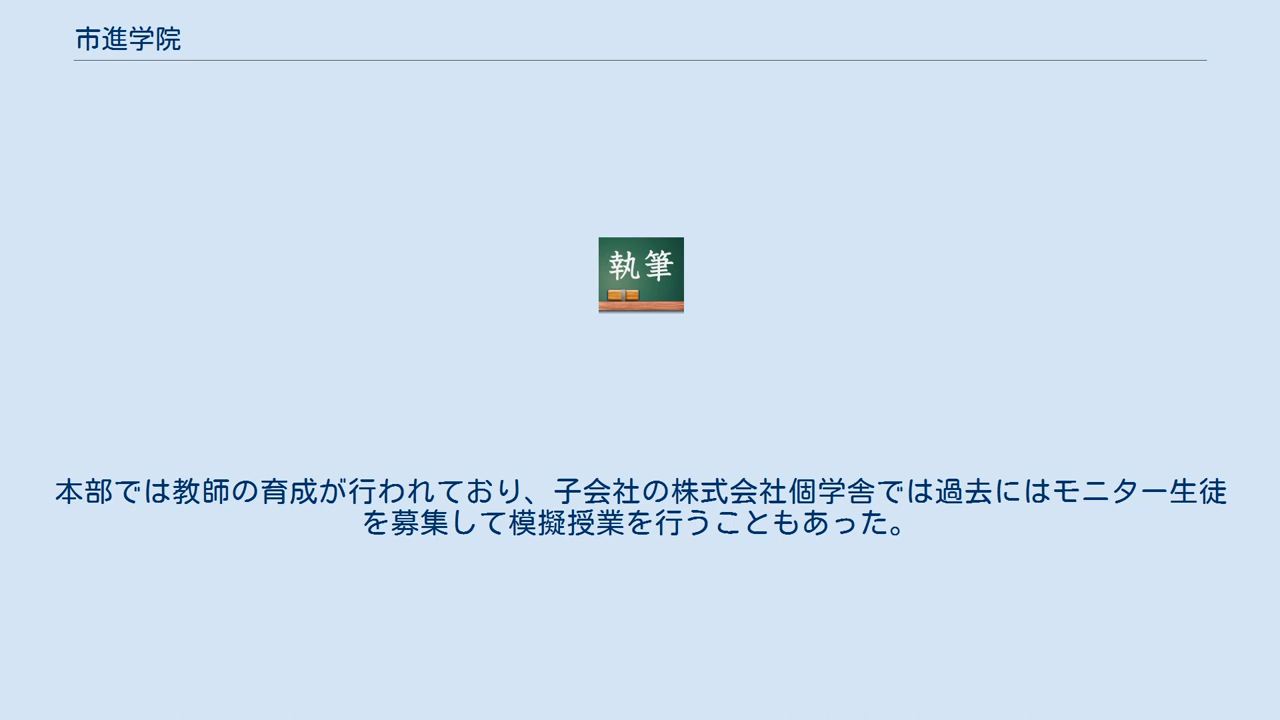 市進学院
執筆
本部では教師の育成が行われており、子会社の株式会社個学舎では過去にはモニター生徒
を募集して模擬授業を行うこともあった。